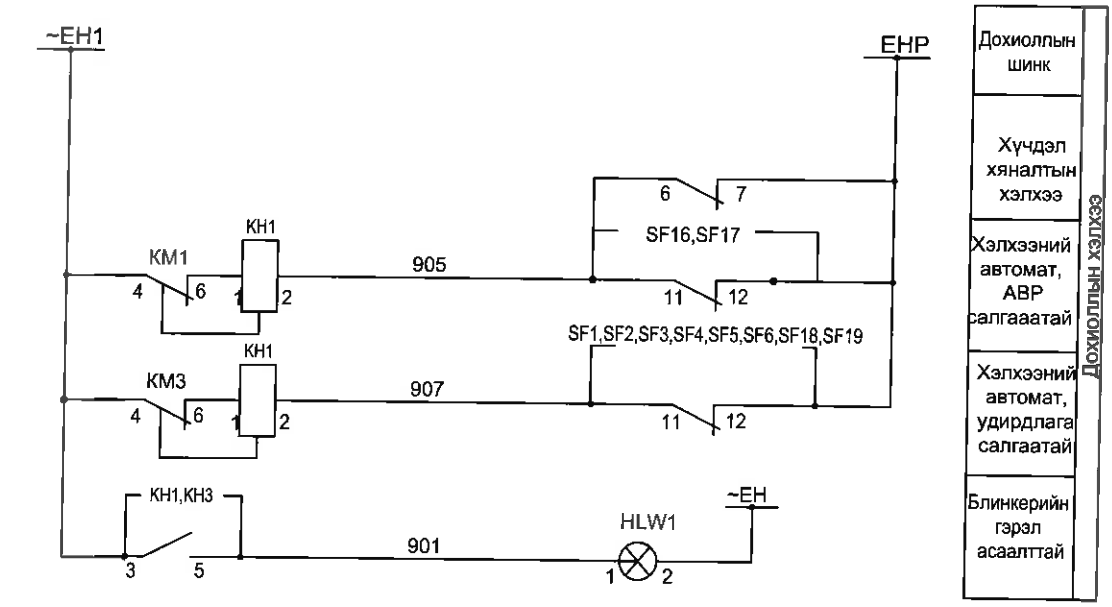 ~EH1
EHP
Дохиоллын
шинк
6 7
Хүчдэл
хяналтын
хэлхээ
SF16,SF17
KH1
KM1
905
4 6 1 2
11 12
Хэлхээний
автомат,
АВР
салгааатай
SF1,SF2,SF3,SF4,SF5,SF6,SF18,SF19
KH1
KM3
907
4 6 1 2
11 12
Хэлхээний
автомат,
удирдлага
салгаатай
KH1,KH3
~EH
HLW1
901
3 5
1 2
Блинкерийн
гэрэл
асаалттай
Дохиоллын хэлхээ